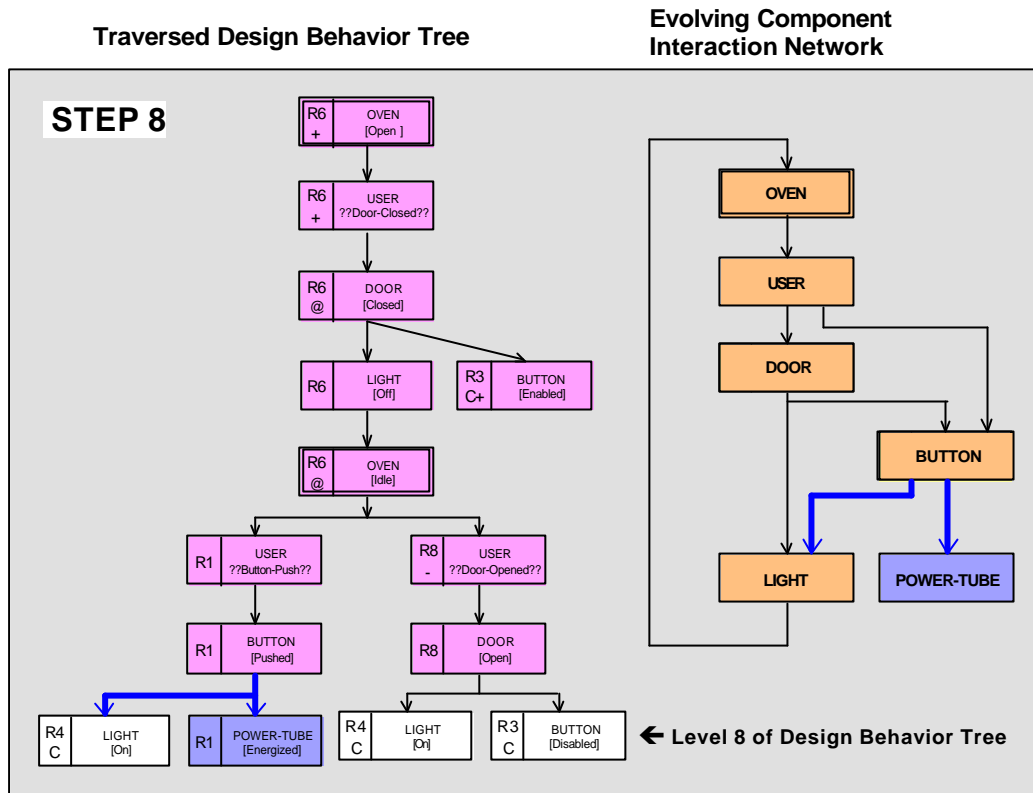 Traversed Design Behavior Tree
Evolving Component
Interaction Network
STEP 8
R6
+
OVEN
[Open ]
R6
+
USER
??Door-Closed??
R6
@
DOOR
[Closed]
R6
LIGHT
[Off]
R3
C+
BUTTON
[Enabled]
R6
@
OVEN
[Idle]
R1
USER
??Button-Push??
R8
-
USER
??Door-Opened??
R1
BUTTON
[Pushed]
R8
DOOR
[Open]
R4
C
LIGHT
[On]
R1
POWER-TUBE
[Energized]
R4
C
LIGHT
[On]
R3
C
BUTTON
[Disabled]
← Level 8 of Design Behavior Tree
OVEN
USER
DOOR
BUTTON
LIGHT
POWER-TUBE